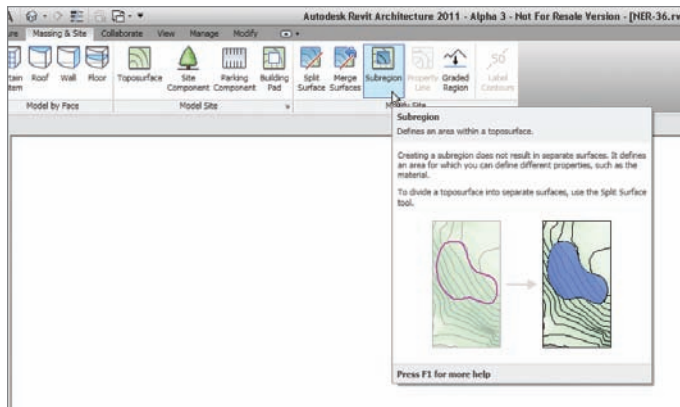 Autodesk Revit Architecture 2011 - Alpha 3 - Not For Resale Version - [NER-36.rv
Massing & Site Collaborate View Manage Modify
Roof Wall Floor Toposurface Site Component Parking Component Building Pad Split Surface Merge Surfaces Subregion Property Line Graded Region Label Contours
Model by Face Model Site
Subregion
Defines an area within a toposurface.
Creating a subregion does not result in separate surfaces. It defines
an area for which you can define different properties, such as the
material.
To divide a toposurface into separate surfaces, use the Split Surface
tool.
Press F1 for more help